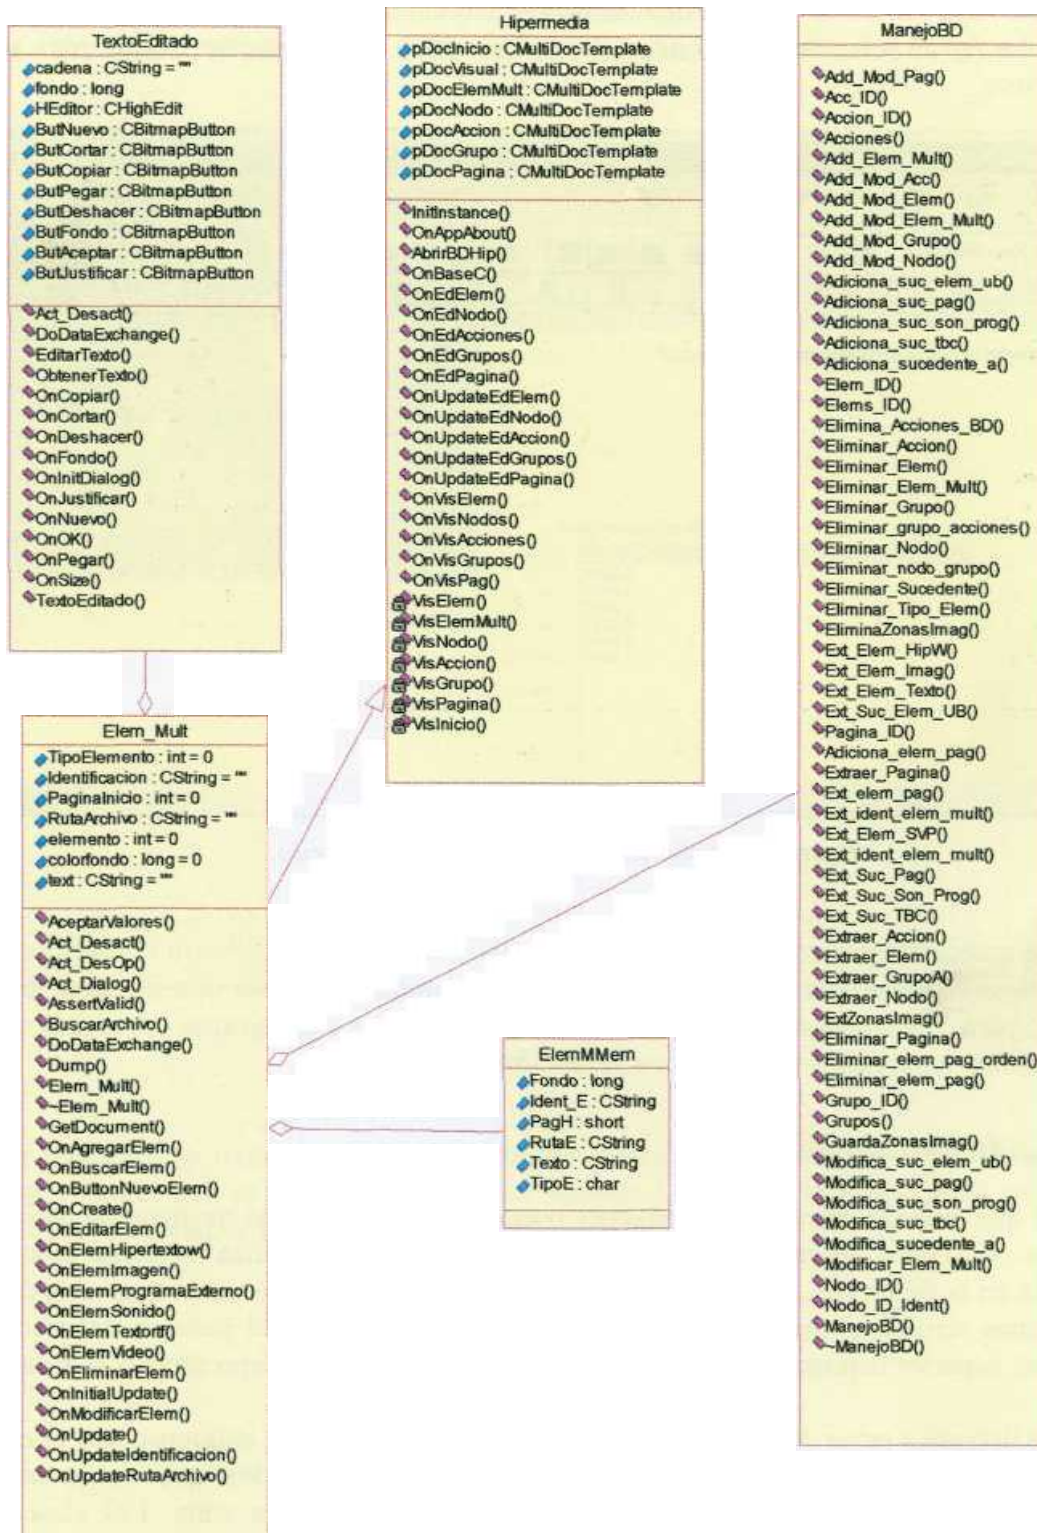 TextoEditado
cadena : CString = ""
fondo : long
HEditor : CHighEdit
ButNuevo : CBitmapButton
ButCortar : CBitmapButton
ButCopiar : CBitmapButton
ButPegar : CBitmapButton
ButDeshacer : CBitmapButton
ButFondo : CBitmapButton
ButAceptar : CBitmapButton
ButJustificar : CBitmapButton
Act_Desact()
DoDataExchange()
EditarTexto()
ObtenerTexto()
OnCopiar()
OnCortar()
OnDeshacer()
OnFondo()
OnInitDialog()
OnJustificar()
OnNuevo()
OnOK()
OnPegar()
OnSize()
TextoEditado()
Elem_Mult
TipoElemento : int = 0
Identificacion : CString = ""
PaginaInicio : int = 0
RutaArchivo : CString = ""
elemento : int = 0
colorfondo : long = 0
text : CString = ""
AceptarValores()
Act_Desact()
Act_DesOp()
Act_Dialog()
AssertValid()
BuscarArchivo()
DoDataExchange()
Dump()
Elem_Mult()
~Elem_Mult()
GetDocument()
OnAgregarElem()
OnBuscarElem()
OnButtonNuevoElem()
OnCreate()
OnEditarElem()
OnElemHipertextow()
OnElemImagen()
OnElemProgramaExterno()
OnElemSonido()
OnElemTextortf()
OnElemVideo()
OnEliminarElem()
OnInitialUpdate()
OnModificarElem()
OnUpdate()
OnUpdateIdentificacion()
OnUpdateRutaArchivo()
Hipermedia
pDocInicio : CMultiDocTemplate
pDocVisual : CMultiDocTemplate
pDocElemMult : CMultiDocTemplate
pDocNodo : CMultiDocTemplate
pDocAccion : CMultiDocTemplate
pDocGrupo : CMultiDocTemplate
pDocPagina : CMultiDocTemplate
InitInstance()
OnAppAbout()
AbrirBDHip()
OnBaseC()
OnEdElem()
OnEdNodo()
OnEdAcciones()
OnEdGrupos()
OnEdPagina()
OnUpdateEdElem()
OnUpdateEdNodo()
OnUpdateEdAccion()
OnUpdateEdGrupos()
OnUpdateEdPagina()
OnVisElem()
OnVisNodos()
OnVisAcciones()
OnVisGrupos()
OnVisPag()
VisElem()
VisElemMult()
VisNodo()
VisAccion()
VisGrupo()
VisPagina()
VisInicio()
ElemMMem
Fondo : long
Ident_E : CString
PagH : short
RutaE : CString
Texto : CString
TipoE : char
ManejoBD
Add_Mod_Pag()
Acc_ID()
Accion_ID()
Acciones()
Add_Elem_Mult()
Add_Mod_Acc()
Add_Mod_Elem()
Add_Mod_Elem_Mult()
Add_Mod_Grupo()
Add_Mod_Nodo()
Adiciona_suc_elem_ub()
Adiciona_suc_pag()
Adiciona_suc_son_prog()
Adiciona_suc_tbc()
Adiciona_sucedente_a()
Elem_ID()
Elems_ID()
Elimina_Acciones_BD()
Eliminar_Accion()
Eliminar_Elem()
Eliminar_Elem_Mult()
Eliminar_Grupo()
Eliminar_grupo_acciones()
Eliminar_Nodo()
Eliminar_nodo_grupo()
Eliminar_Sucedente()
Eliminar_Tipo_Elem()
EliminaZonasImag()
Ext_Elem_HipW()
Ext_Elem_Imag()
Ext_Elem_Texto()
Ext_Suc_Elem_UB()
Pagina_ID()
Adiciona_elem_pag()
Extraer_Pagina()
Ext_elem_pag()
Ext_ident_elem_mult()
Ext_Elem_SVP()
Ext_ident_elem_mult()
Ext_Suc_Pag()
Ext_Suc_Son_Prog()
Ext_Suc_TBC()
Extraer_Accion()
Extraer_Elem()
Extraer_GrupoA()
Extraer_Nodo()
ExtZonasImag()
Eliminar_Pagina()
Eliminar_elem_pag_orden()
Eliminar_elem_pag()
Grupo_ID()
Grupos()
GuardaZonasImag()
Modifica_suc_elem_ub()
Modifica_suc_pag()
Modifica_suc_son_prog()
Modifica_suc_tbc()
Modifica_sucedente_a()
Modificar_Elem_Mult()
Nodo_ID()
Nodo_ID_Ident()
ManejoBD()
~ManejoBD()